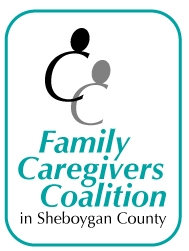 Family
Caregivers
Coalition
in Sheboygan County